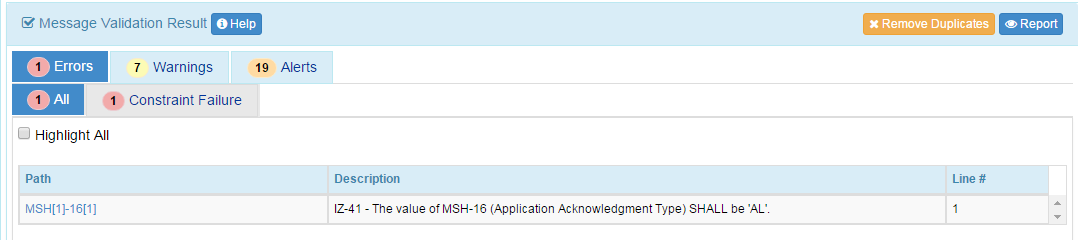 Message Validation Result Help Remove Duplicates Report
1 Errors 7 Warnings 19 Alerts
1 All 1 Constraint Failure
Highlight All
Path Description Line #
MSH[1]-16[1] IZ-41 - The value of MSH-16 (Application Acknowledgment Type) SHALL be 'AL'. 1